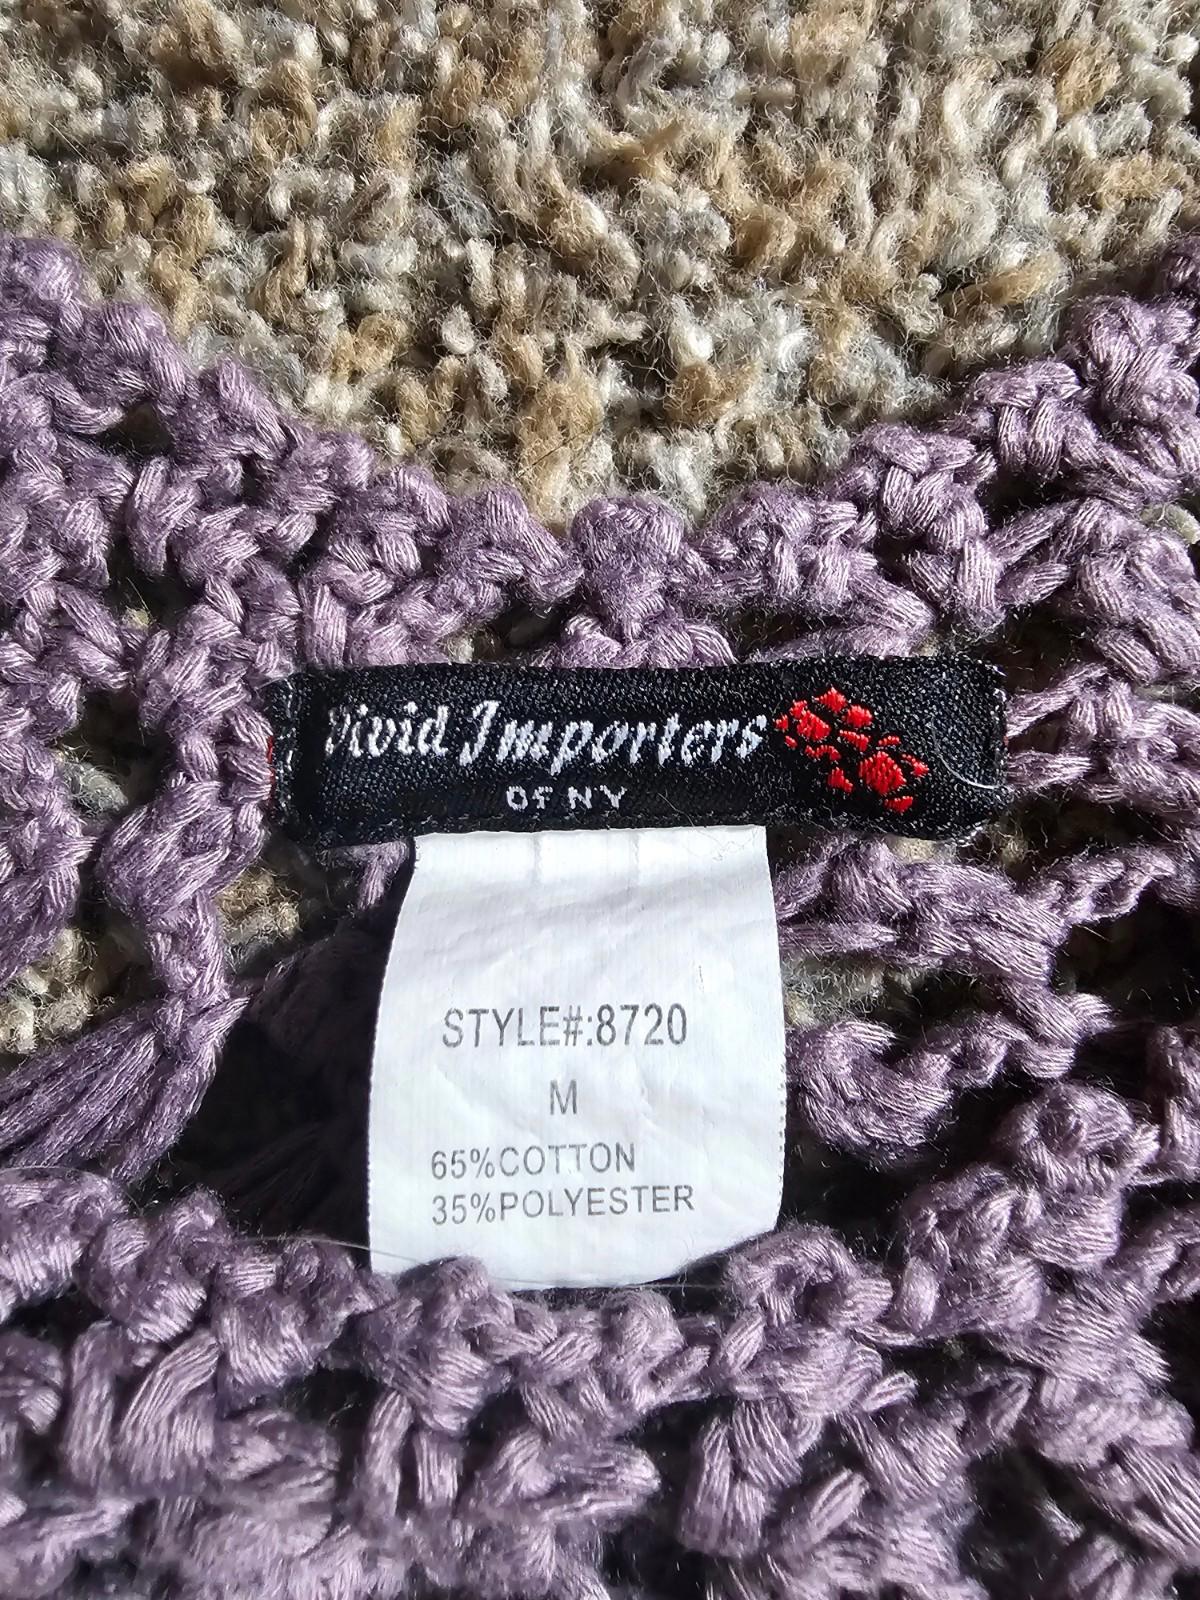 Vivid Importers
OF NY
STYLE#:8720
M
65%COTTON
35%POLYESTER